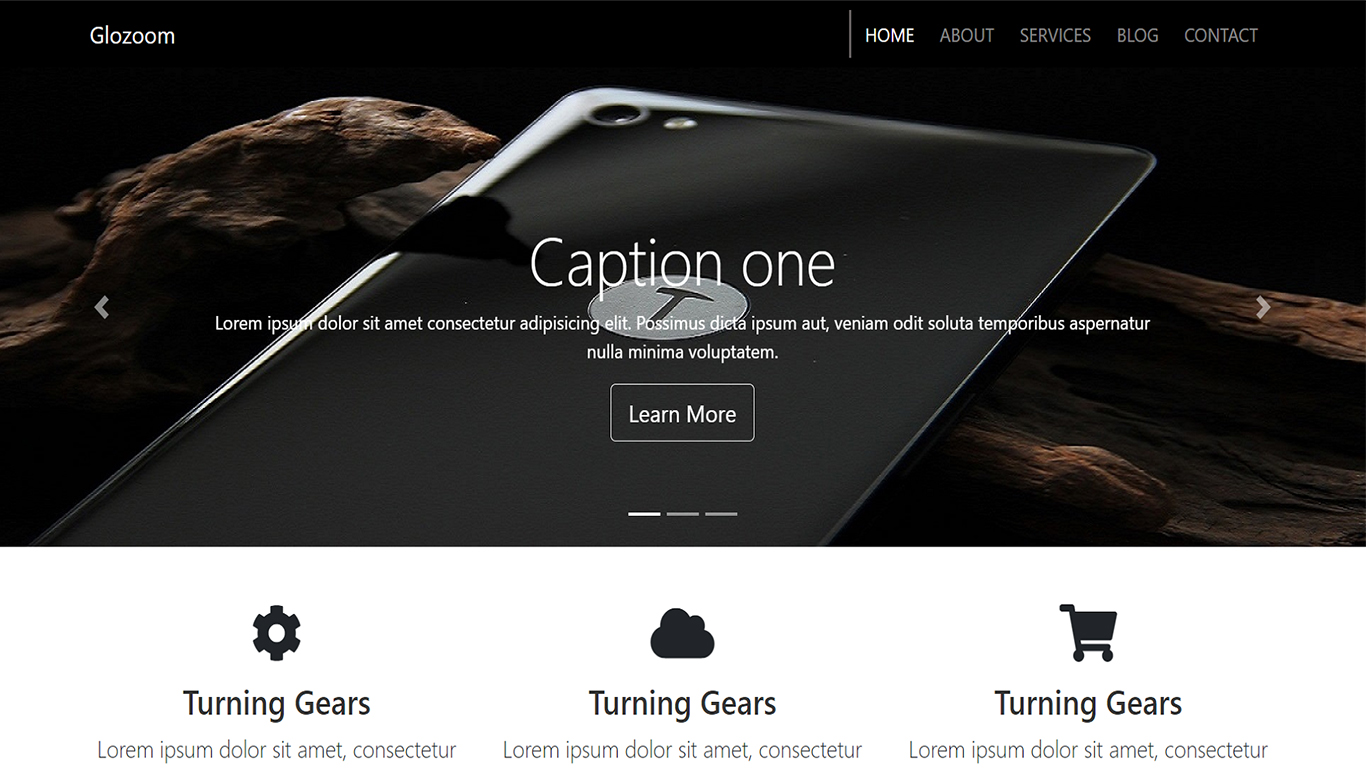 Glozoom
HOME ABOUT SERVICES BLOG CONTACT
Caption one
T
Lorem ipsum dolor sit amet consectetur adipisicing elit. Possimus dicta ipsum aut, veniam odit soluta temporibus aspernatur
nulla minima voluptatem.
Learn More
Turning Gears
Lorem ipsum dolor sit amet, consectetur
Turning Gears
Lorem ipsum dolor sit amet, consectetur
Turning Gears
Lorem ipsum dolor sit amet, consectetur